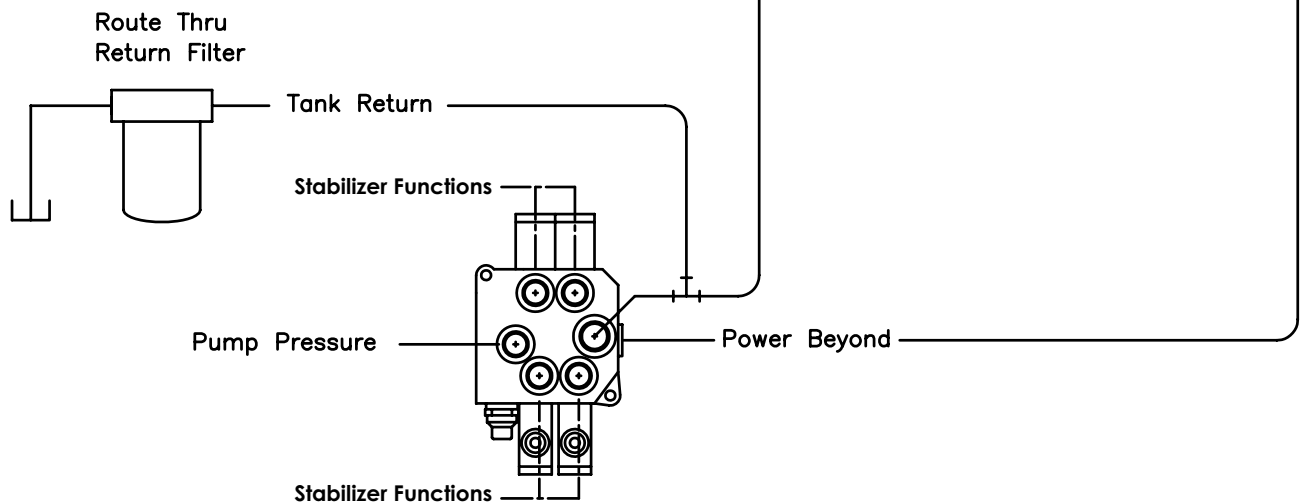 Route Thru
Return Filter
Tank Return
Stabilizer Functions
Pump Pressure
Power Beyond
Stabilizer Functions